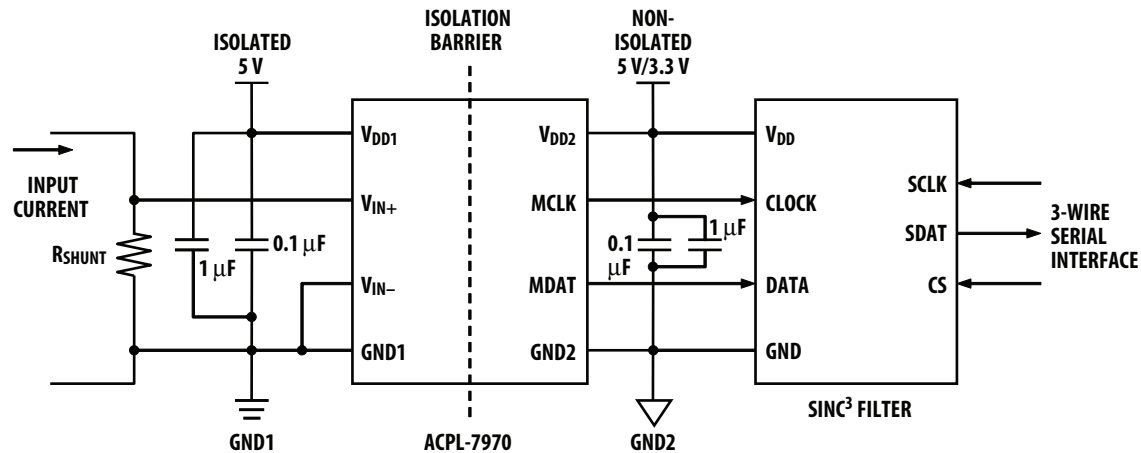 ISOLATION
BARRIER
ISOLATED
5 V
NON-
ISOLATED
5 V/3.3 V
INPUT
CURRENT
RSHUNT
1 μF
0.1 μF
VDD1
VIN+
VIN–
GND1
VDD2
MCLK
MDAT
GND2
0.1
μF
1 μF
VDD
CLOCK
DATA
GND
SCLK
SDAT
CS
3-WIRE
SERIAL
INTERFACE
GND1
ACPL-7970
GND2
SINC³ FILTER